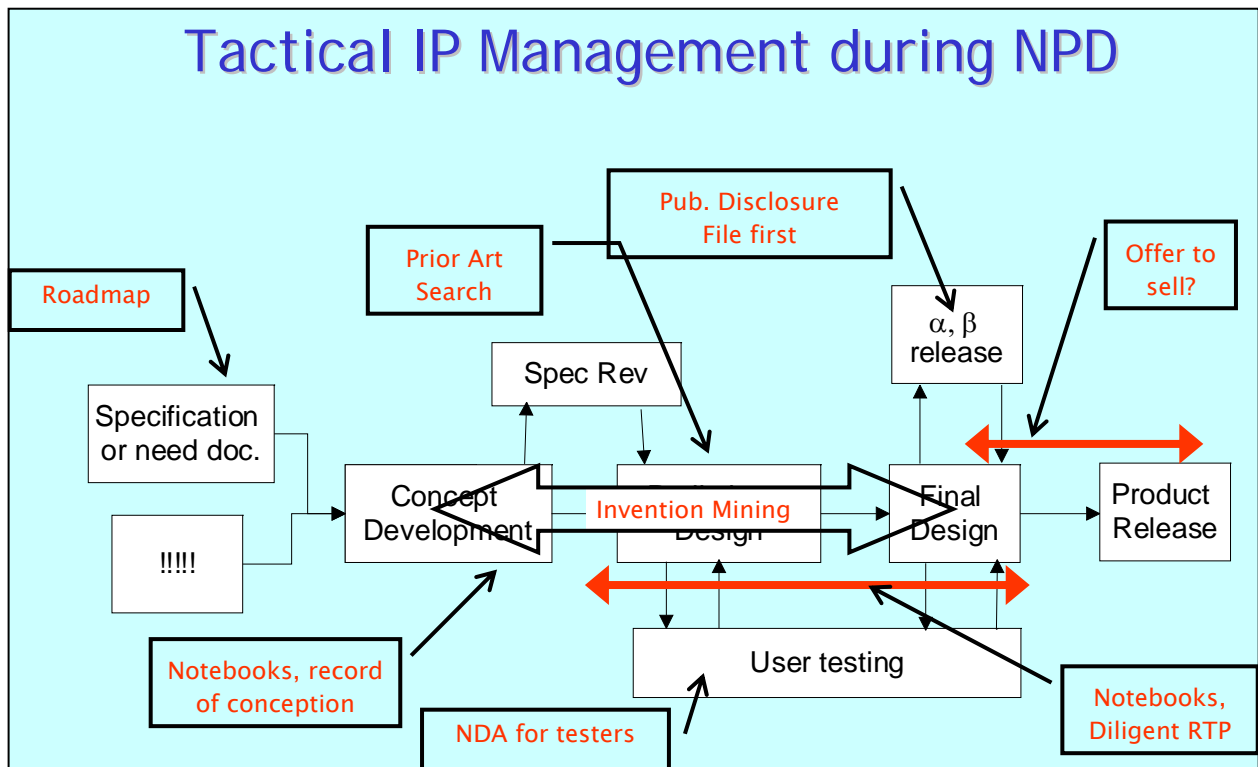 Tactical IP Management during NPD
Pub. Disclosure
File first
Prior Art
Search
Offer to
sell?
Roadmap
α, β
release
Spec Rev
Specification
or need doc.
Concept
Development
Invention Mining
Design
Final
Design
Product
Release
!!!!!
User testing
Notebooks, record
of conception
NDA for testers
Notebooks,
Diligent RTP